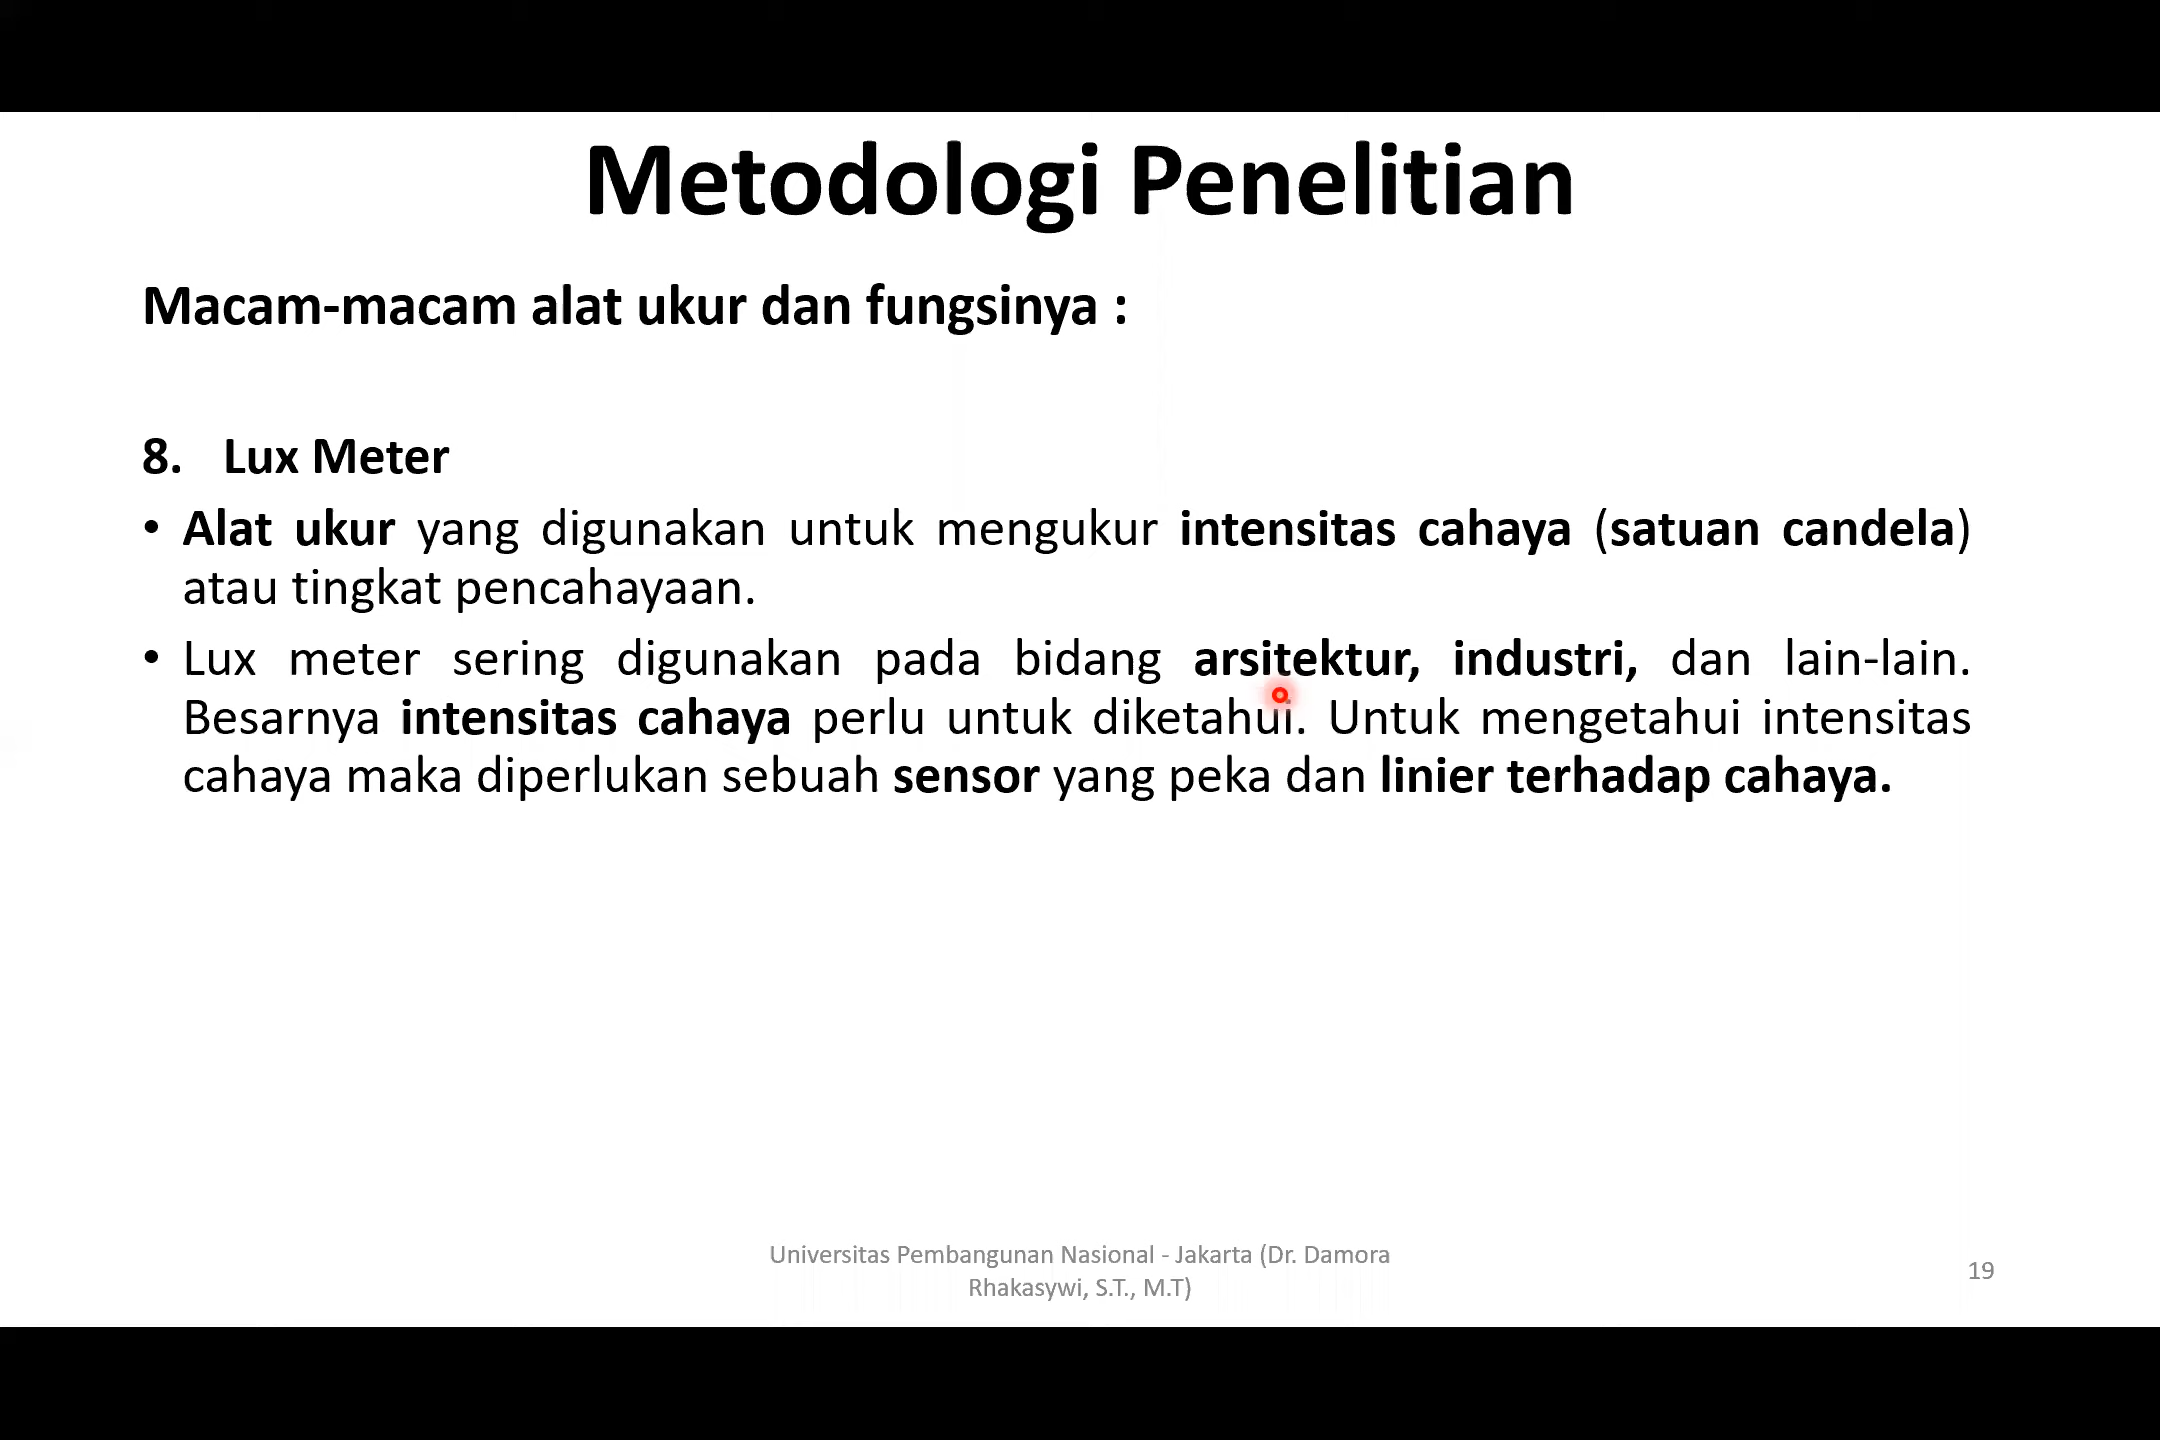 Metodologi Penelitian
Macam-macam alat ukur dan fungsinya :
8. Lux Meter
• Alat ukur yang digunakan untuk mengukur intensitas cahaya (satuan candela)
atau tingkat pencahayaan.
• Lux meter sering digunakan pada bidang arsitektur, industri, dan lain-lain.
Besarnya intensitas cahaya perlu untuk diketahui. Untuk mengetahui intensitas
cahaya maka diperlukan sebuah sensor yang peka dan linier terhadap cahaya.
Universitas Pembangunan Nasional - Jakarta (Dr. Damora
Rhakasywi, S.T., M.T)
19